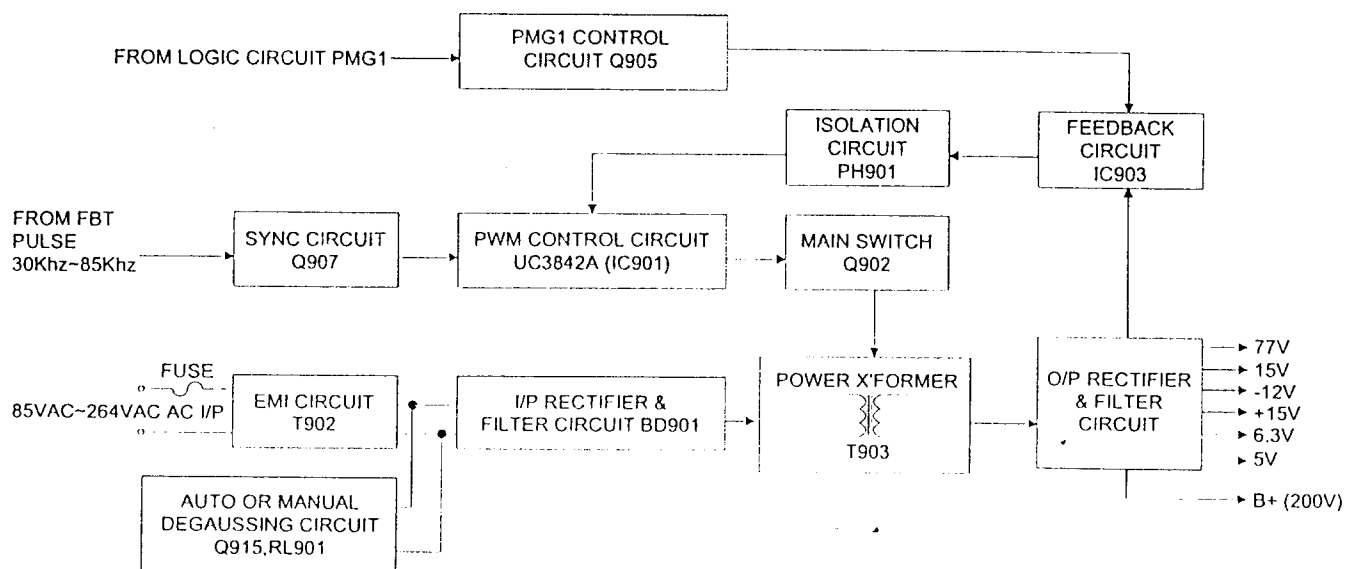 PMG1 CONTROL
CIRCUIT Q905
FROM LOGIC CIRCUIT PMG1
ISOLATION
CIRCUIT
PH901
FEEDBACK
CIRCUIT
IC903
FROM FBT
PULSE
30Khz~85Khz
SYNC CIRCUIT
Q907
PWM CONTROL CIRCUIT
UC3842A (IC901)
MAIN SWITCH
Q902
FUSE
85VAC~264VAC AC I/P
EMI CIRCUIT
T902
I/P RECTIFIER &
FILTER CIRCUIT BD901
POWER X'FORMER
T903
O/P RECTIFIER
& FILTER
CIRCUIT
77V
15V
-12V
+15V
6.3V
5V
B+ (200V)
AUTO OR MANUAL
DEGAUSSING CIRCUIT
Q915,RL901